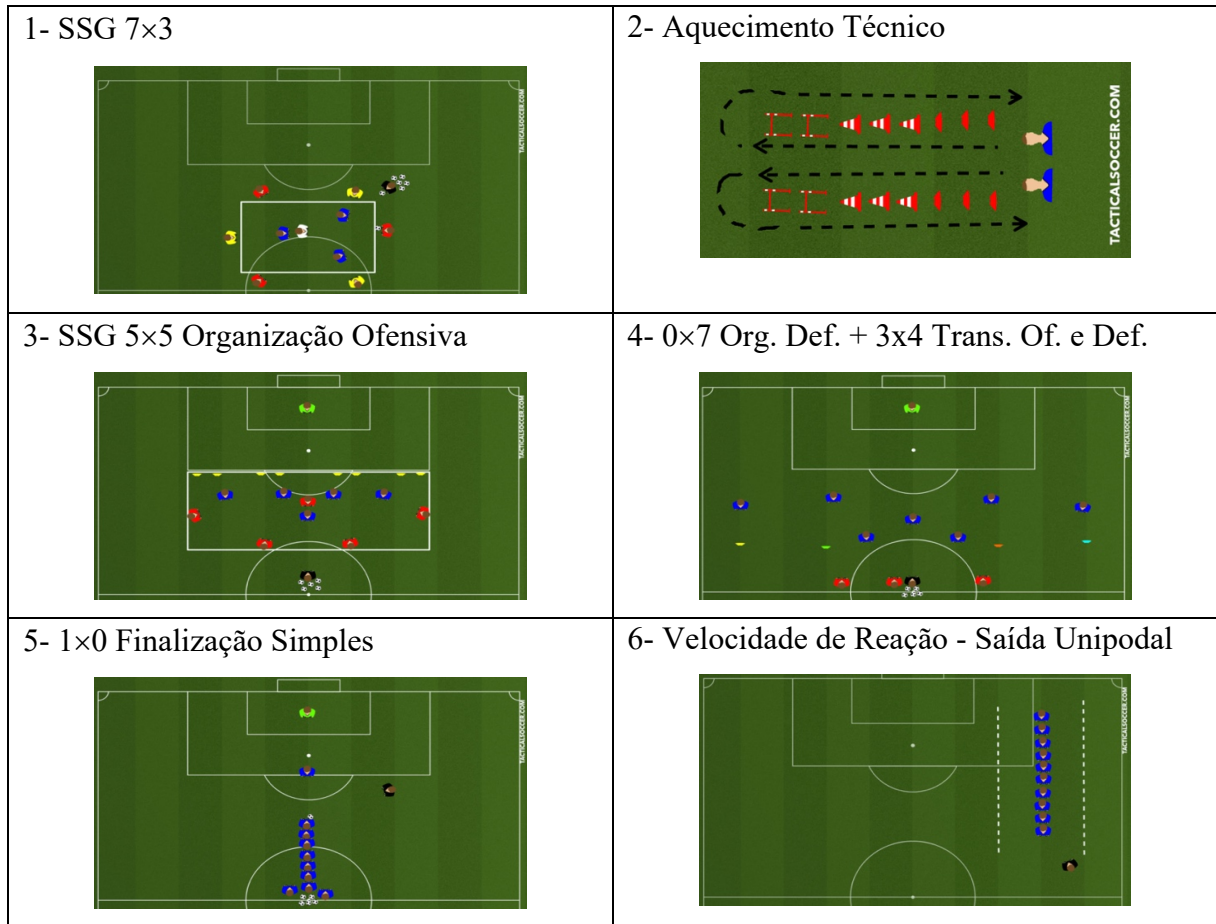 1- SSG 7×3
TACTICALSOCCER.COM
2- Aquecimento Técnico
TACTICALSOCCER.COM
3- SSG 5×5 Organização Ofensiva
TACTICALSOCCER.COM
4- 0×7 Org. Def. + 3x4 Trans. Of. e Def.
TACTICALSOCCER.COM
5- 1×0 Finalização Simples
TACTICALSOCCER.COM
6- Velocidade de Reação - Saída Unipodal
TACTICALSOCCER.COM